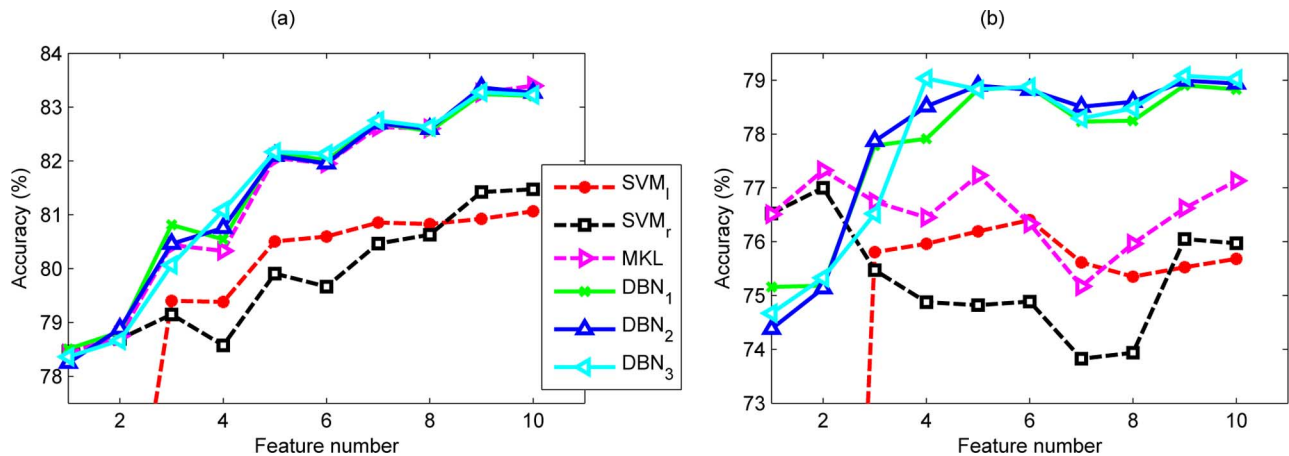 (a)
84
83
82
81
80
79
78
2 4 6 8 10
Accuracy (%)
Feature number
SVM_l
SVM_r
MKL
DBN_1
DBN_2
DBN_3
(b)
79
78
77
76
75
74
73
2 4 6 8 10
Accuracy (%)
Feature number